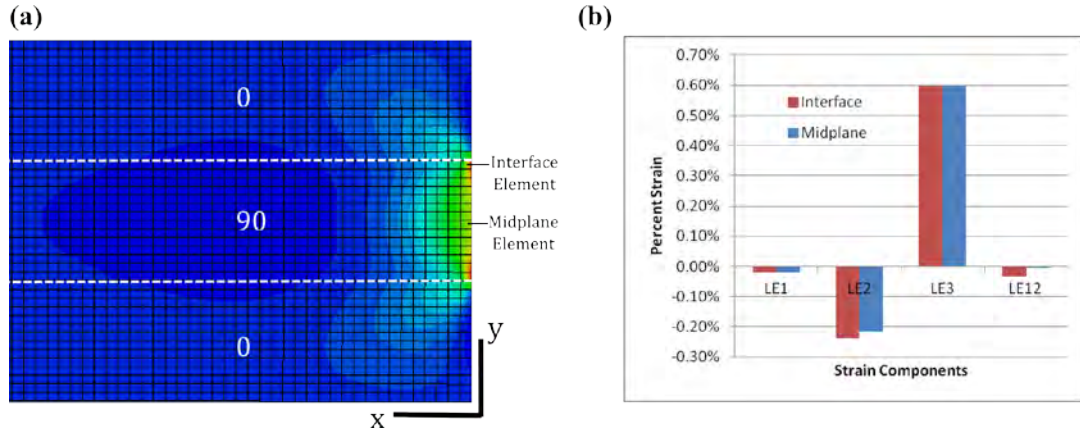 (a)
0
90
0
Interface
Element
Midplane
Element
y
x
(b)
0.70%
0.60%
0.50%
0.40%
0.30%
0.20%
0.10%
0.00%
-0.10%
-0.20%
-0.30%
Percent Strain
Interface
Midplane
LE1
LE2
LE3
LE12
Strain Components